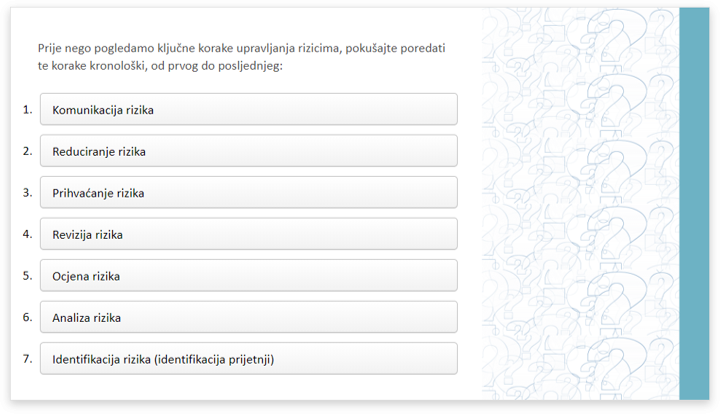 Prije nego pogledamo ključne korake upravljanja rizicima, pokušajte poredati
te korake kronološki, od prvog do posljednjeg:
1. Komunikacija rizika
2. Reduciranje rizika
3. Prihvaćanje rizika
4. Revizija rizika
5. Ocjena rizika
6. Analiza rizika
7. Identifikacija rizika (identifikacija prijetnji)